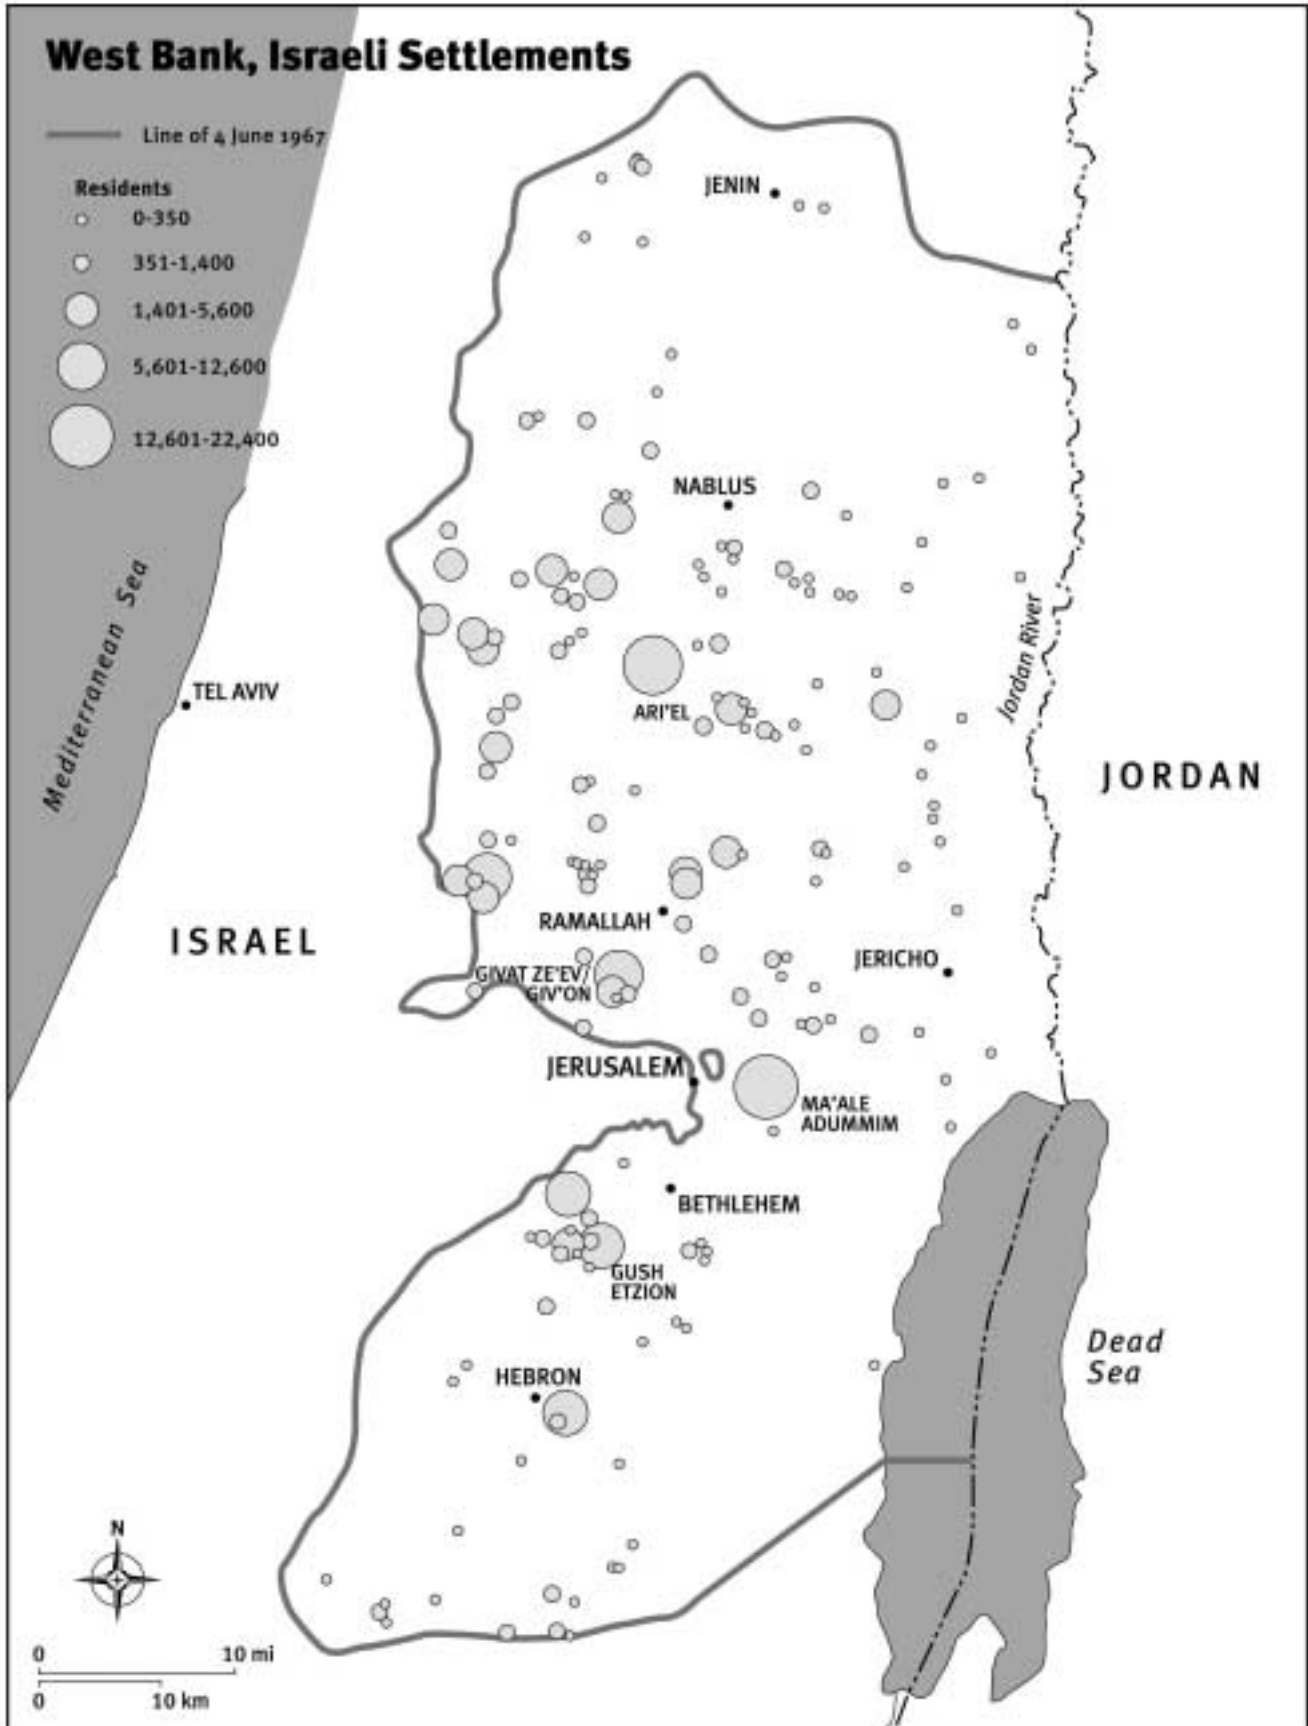 West Bank, Israeli Settlements
Line of 4 June 1967
Residents
0-350
351-1,400
1,401-5,600
5,601-12,600
12,601-22,400
JENIN
NABLUS
Mediterranean Sea
TEL AVIV
ARI'EL
Jordan River
JORDAN
ISRAEL
RAMALLAH
GIVAT ZE'EV/
GIV'ON
JERICHO
JERUSALEM
MA'ALE
ADUMMIM
BETHLEHEM
GUSH
ETZION
HEBRON
Dead
Sea
N
0 10 mi
0 10 km